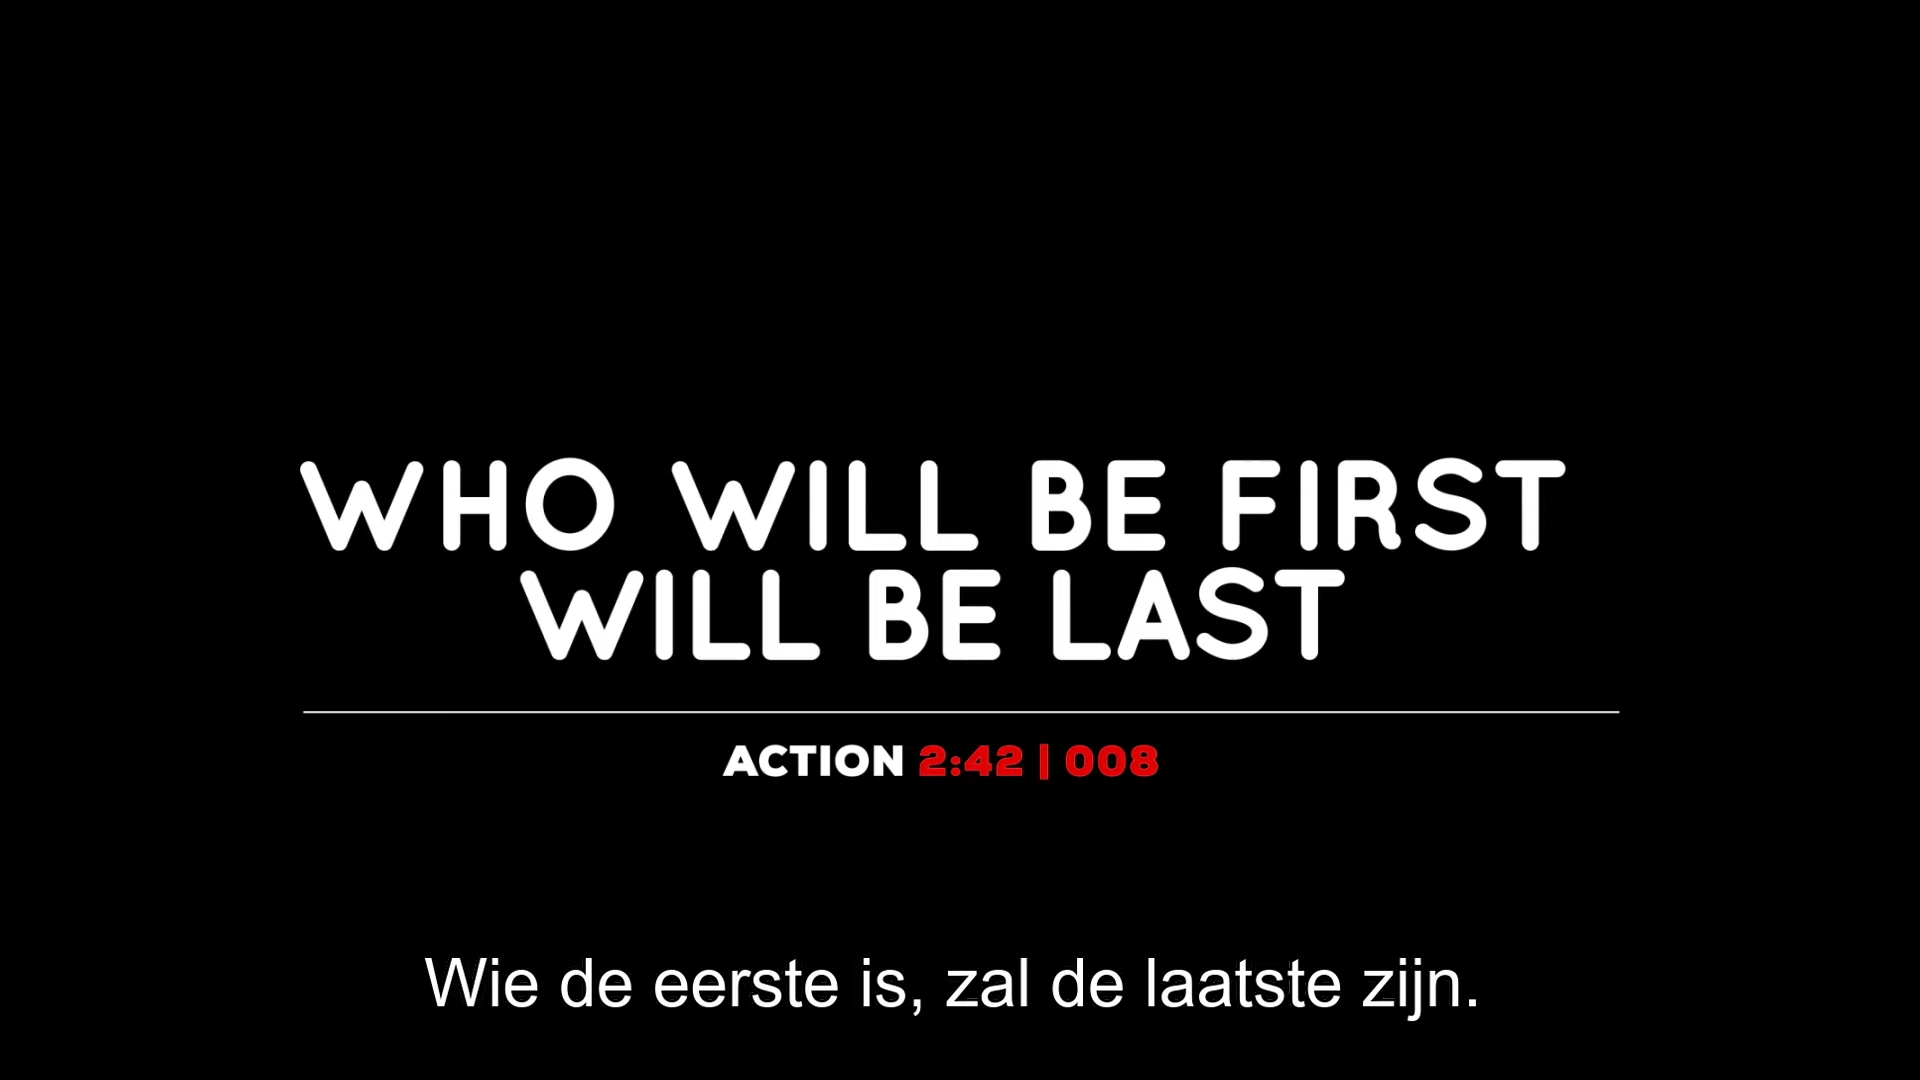 WHO WILL BE FIRST
WILL BE LAST
ACTION 2:42 | 008
Wie de eerste is, zal de laatste zijn.